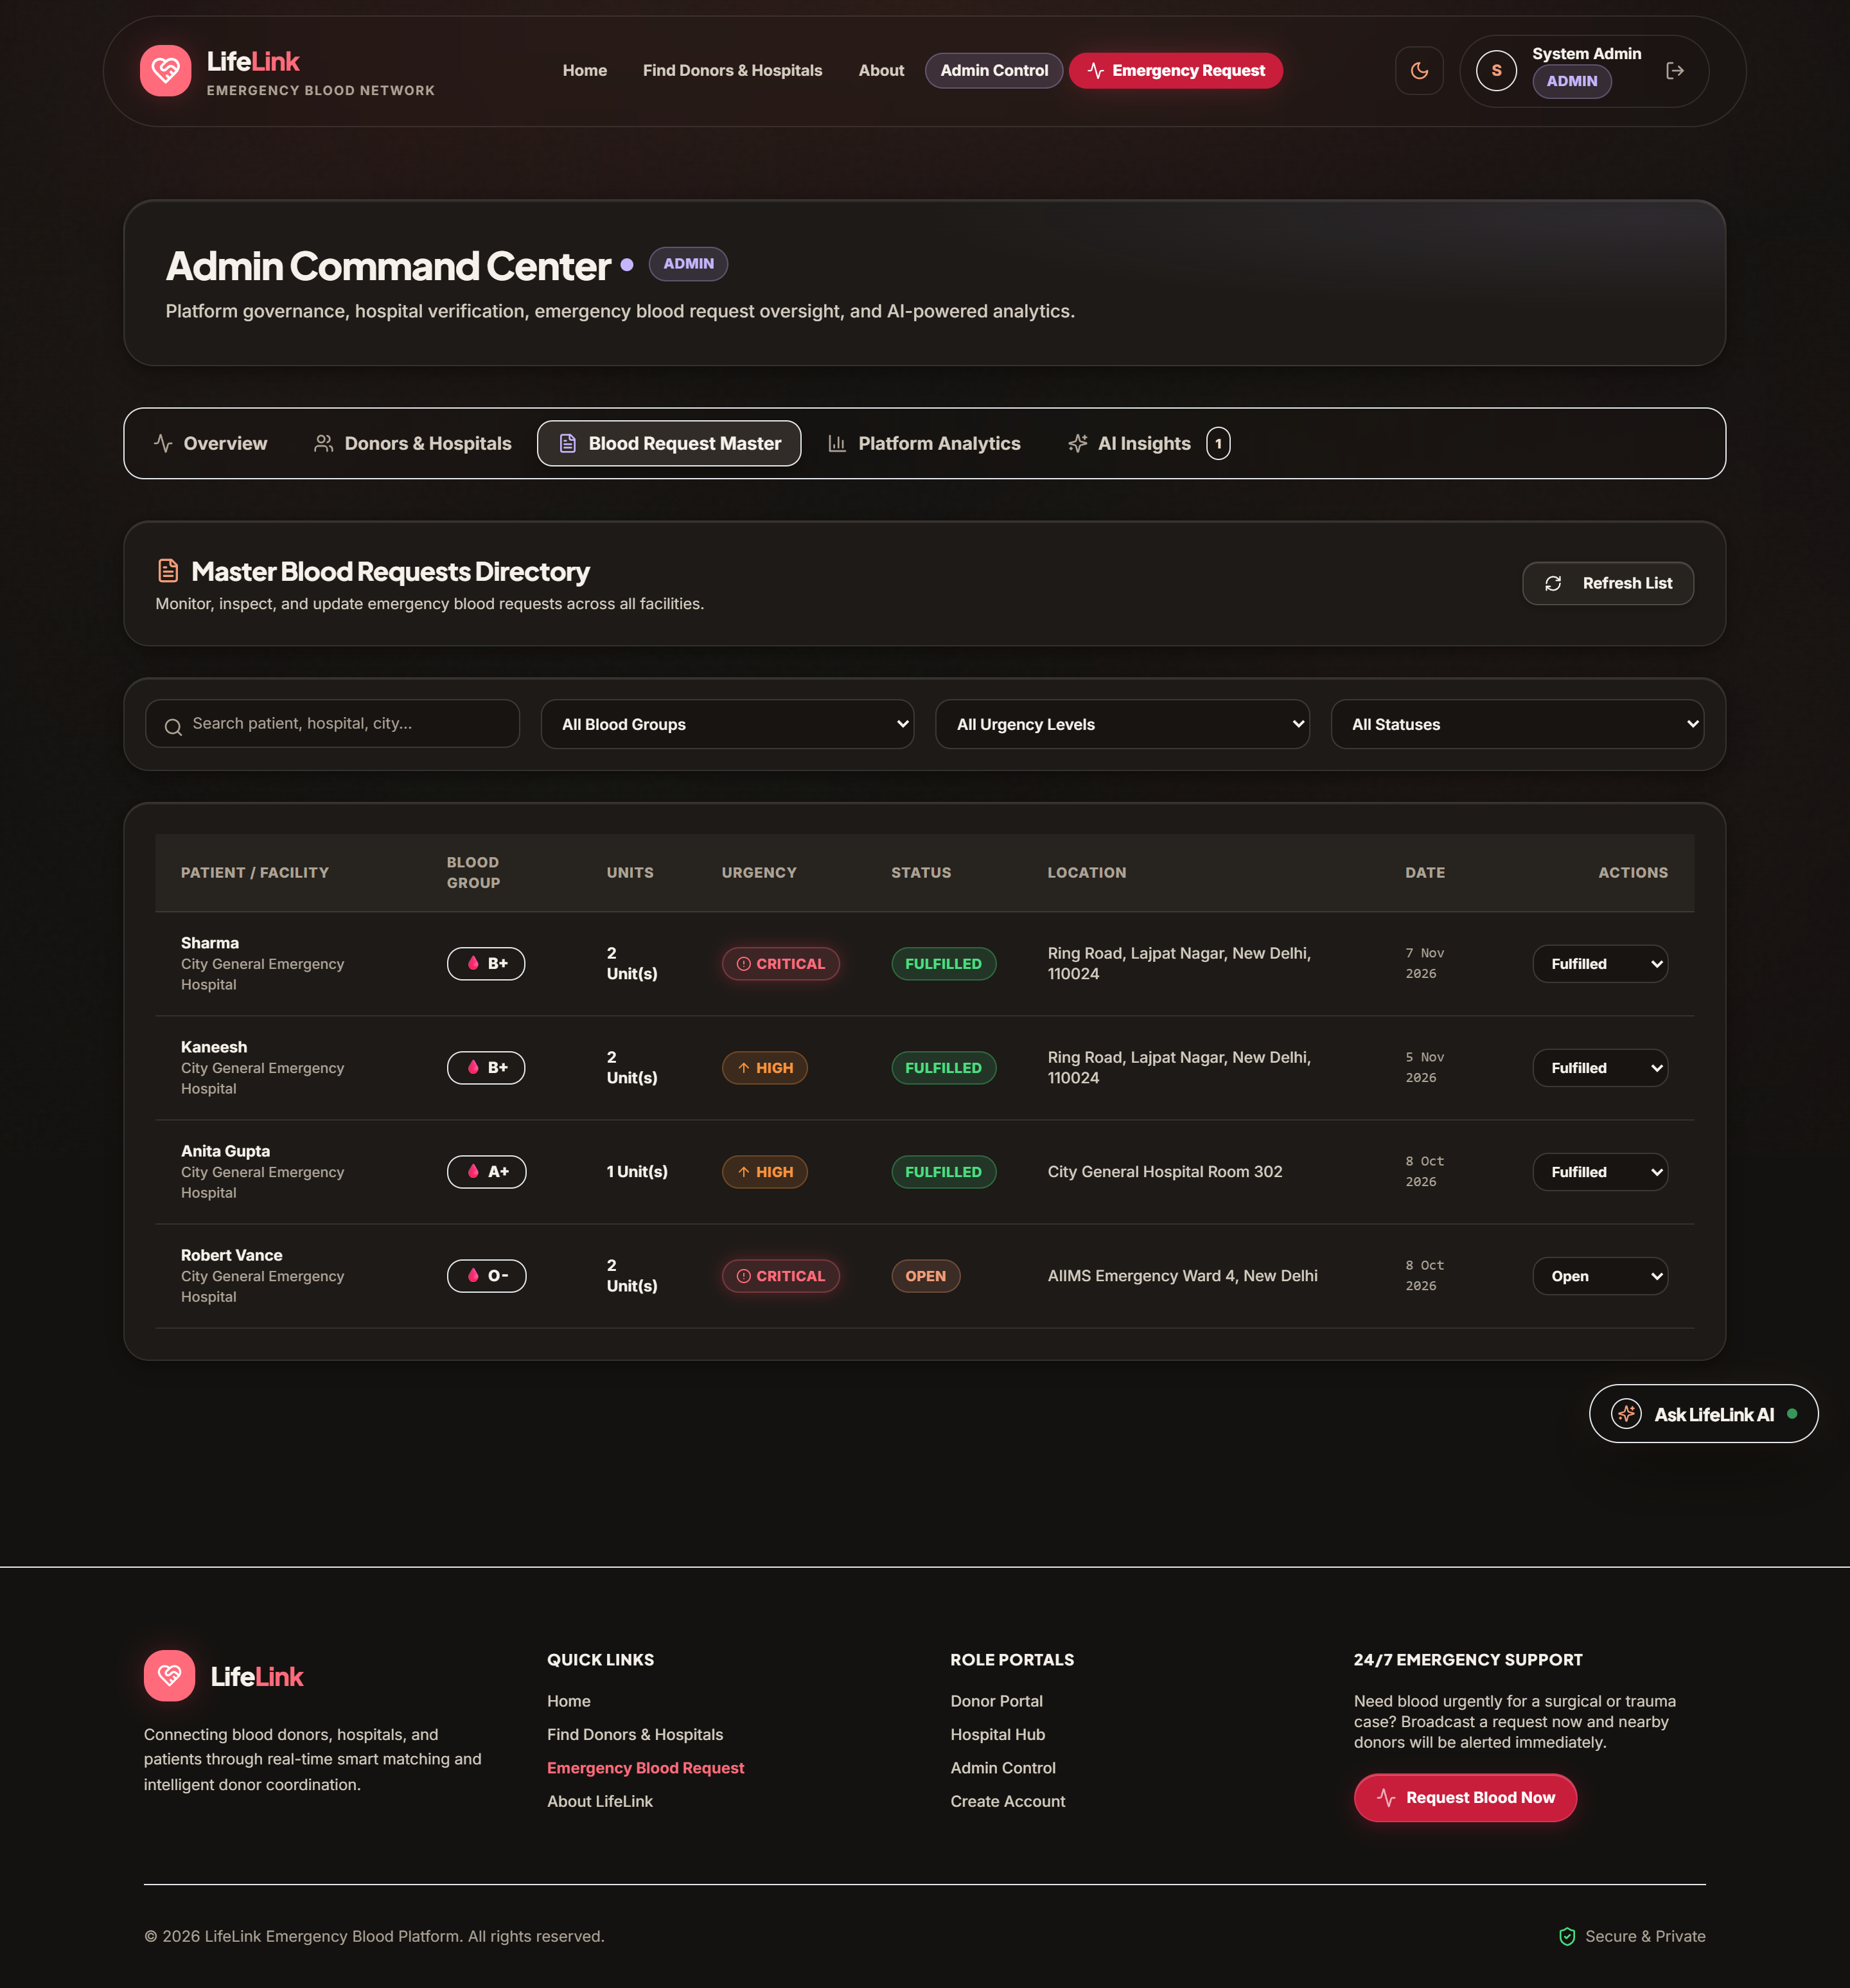 LifeLink
EMERGENCY BLOOD NETWORK
Home
Find Donors & Hospitals
About
Admin Control
Emergency Request
S
System Admin
ADMIN
Admin Command Center
ADMIN
Platform governance, hospital verification, emergency blood request oversight, and AI-powered analytics.
Overview
Donors & Hospitals
Blood Request Master
Platform Analytics
AI Insights
1
Master Blood Requests Directory
Monitor, inspect, and update emergency blood requests across all facilities.
Refresh List
Search patient, hospital, city...
All Blood Groups
All Urgency Levels
All Statuses
PATIENT / FACILITY
BLOOD
GROUP
UNITS
URGENCY
STATUS
LOCATION
DATE
ACTIONS
Sharma
City General Emergency
Hospital
B+
2
Unit(s)
CRITICAL
FULFILLED
Ring Road, Lajpat Nagar, New Delhi,
110024
7 Nov
2026
Fulfilled
Kaneesh
City General Emergency
Hospital
B+
2
Unit(s)
HIGH
FULFILLED
Ring Road, Lajpat Nagar, New Delhi,
110024
5 Nov
2026
Fulfilled
Anita Gupta
City General Emergency
Hospital
A+
1 Unit(s)
HIGH
FULFILLED
City General Hospital Room 302
8 Oct
2026
Fulfilled
Robert Vance
City General Emergency
Hospital
O-
2
Unit(s)
CRITICAL
OPEN
AIIMS Emergency Ward 4, New Delhi
8 Oct
2026
Open
Ask LifeLink AI
LifeLink
Connecting blood donors, hospitals, and
patients through real-time smart matching and
intelligent donor coordination.
QUICK LINKS
Home
Find Donors & Hospitals
Emergency Blood Request
About LifeLink
ROLE PORTALS
Donor Portal
Hospital Hub
Admin Control
Create Account
24/7 EMERGENCY SUPPORT
Need blood urgently for a surgical or trauma
case? Broadcast a request now and nearby
donors will be alerted immediately.
Request Blood Now
© 2026 LifeLink Emergency Blood Platform. All rights reserved.
Secure & Private